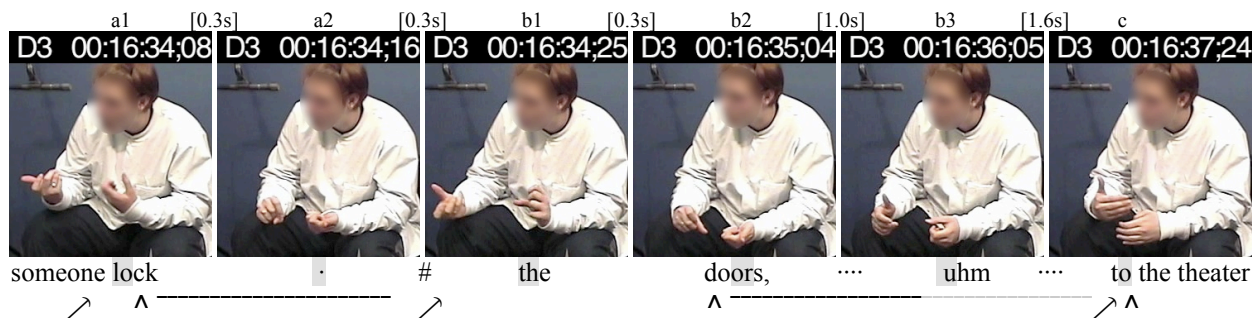 a1 [0.3s] a2 [0.3s] b1 [0.3s] b2 [1.0s] b3 [1.6s] c
D3 00:16:34;08 D3 00:16:34;16 D3 00:16:34;25 D3 00:16:35;04 D3 00:16:36;05 D3 00:16:37;24
someone lock . # the doors, .... uhm .... to the theater